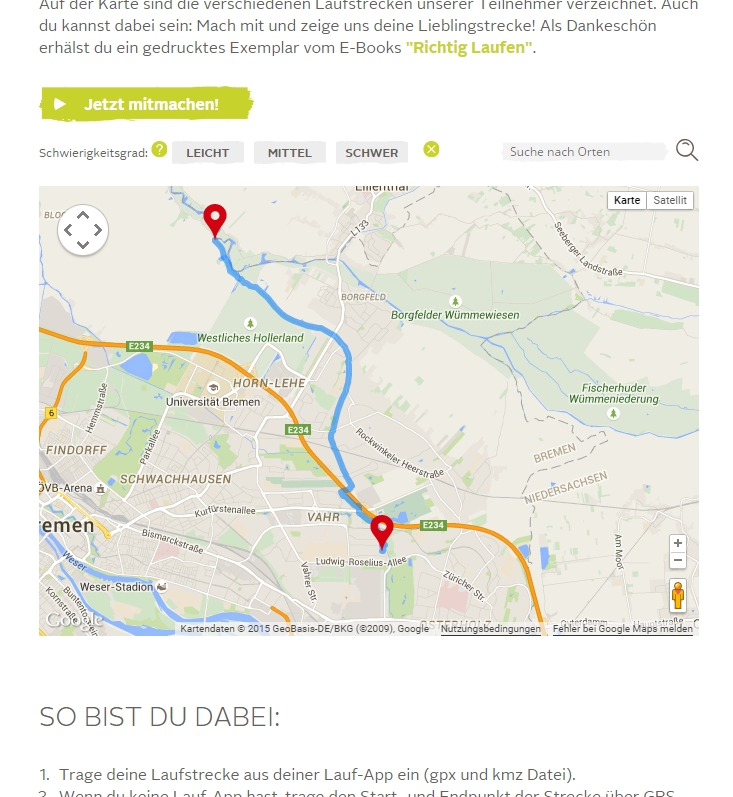 Auf der Karte sind die verschiedenen Laufstrecken unserer Teilnehmer verzeichnet. Auch
du kannst dabei sein: Mach mit und zeige uns deine Lieblingstrecke! Als Dankeschön
erhälst du ein gedrucktes Exemplar vom E-Books "Richtig Laufen".
Jetzt mitmachen!
Schwierigkeitsgrad: ? LEICHT MITTEL SCHWER
Suche nach Orten
Lilienthal
Karte Satellit
BLO
L133
Seeberger Landstraße
BORGFELD
Borgfelder Wümmewiesen
Westliches Hollerland
E234
HORN-LEHE
Fischerhuder
Wümmeniederung
Hemmstraße
Universität Bremen
6
E234
Parkallee
Rockwinkeler Heerstraße
FINDORFF
BREMEN
SCHWACHHAUSEN
NIEDERSACHSEN
ÖVB-Arena
Kurfürstenallee
VAHR
emen
E234
Bismarckstraße
Am Moor
Weser
Ludwig-Roselius-Allee
Vahrer Str.
Züricher Str.
Weser-Stadion
Buntentorst
Kornstraße
OSTERHOLZ
Google
Kartendaten © 2015 GeoBasis-DE/BKG (©2009), Google Nutzungsbedingungen Fehler bei Google Maps melden
SO BIST DU DABEI:
1. Trage deine Laufstrecke aus deiner Lauf-App ein (gpx und kmz Datei).
2. Wenn du keine Lauf-App hast, trage den Start- und Endpunkt der Strecke über GPS